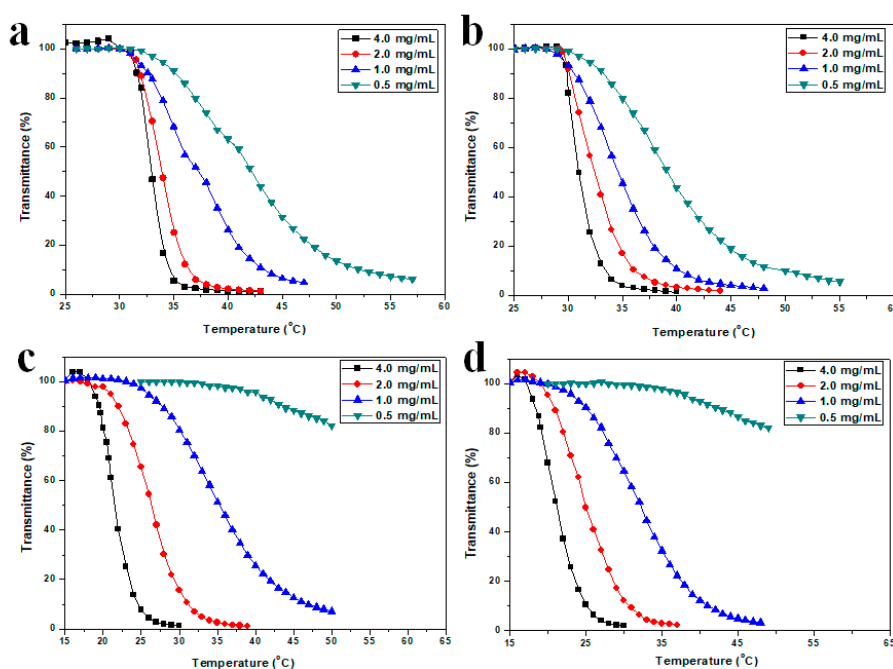 a
4.0 mg/mL
2.0 mg/mL
1.0 mg/mL
0.5 mg/mL
100
80
60
40
20
0
Transmittance (%)
25 30 35 40 45 50 55 60
Temperature (°C)
b
4.0 mg/mL
2.0 mg/mL
1.0 mg/mL
0.5 mg/mL
100
80
60
40
20
0
Transmittance (%)
25 30 35 40 45 50 55 60
Temperature (°C)
c
4.0 mg/mL
2.0 mg/mL
1.0 mg/mL
0.5 mg/mL
100
80
60
40
20
0
Transmittance (%)
15 20 25 30 35 40 45 50 55 60 65
Temperature (°C)
d
4.0 mg/mL
2.0 mg/mL
1.0 mg/mL
0.5 mg/mL
100
80
60
40
20
0
Transmittance (%)
15 25 35 45 55 65
Temperature (°C)